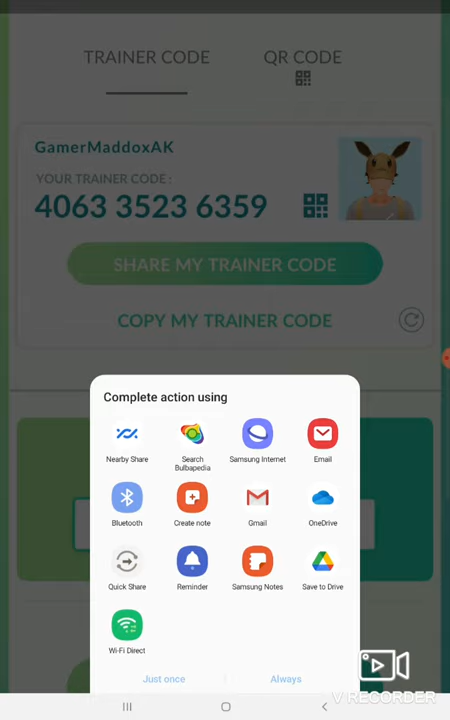 TRAINER CODE
QR CODE
GamerMaddoxAK
YOUR TRAINER CODE :
4063 3523 6359
SHARE MY TRAINER CODE
COPY MY TRAINER CODE
Complete action using
Nearby Share
Search Bulbapedia
Samsung Internet
Email
Bluetooth
Create note
Gmail
OneDrive
Quick Share
Reminder
Samsung Notes
Save to Drive
Wi-Fi Direct
Just once
Always
V RECORDER